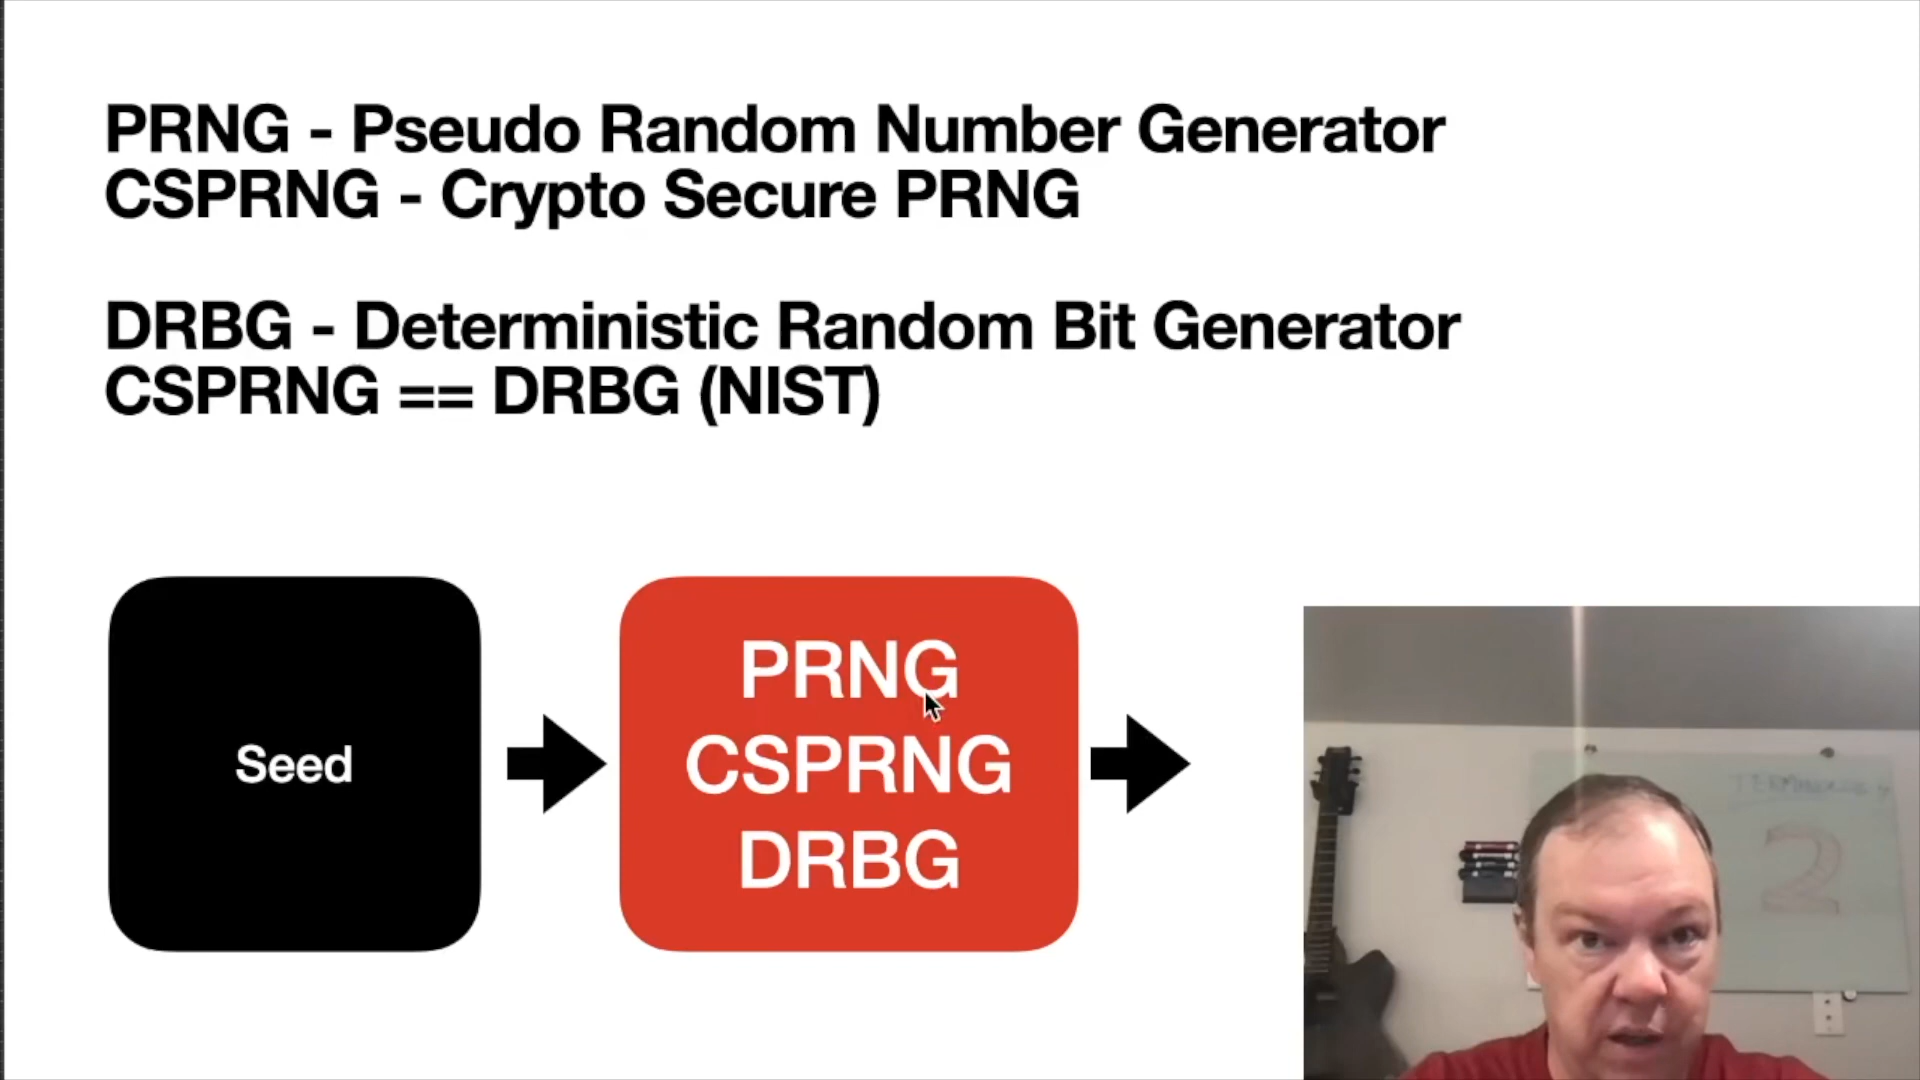 PRNG - Pseudo Random Number Generator
CSPRNG - Crypto Secure PRNG
DRBG - Deterministic Random Bit Generator
CSPRNG == DRBG (NIST)
Seed
PRNG
CSPRNG
DRBG
2